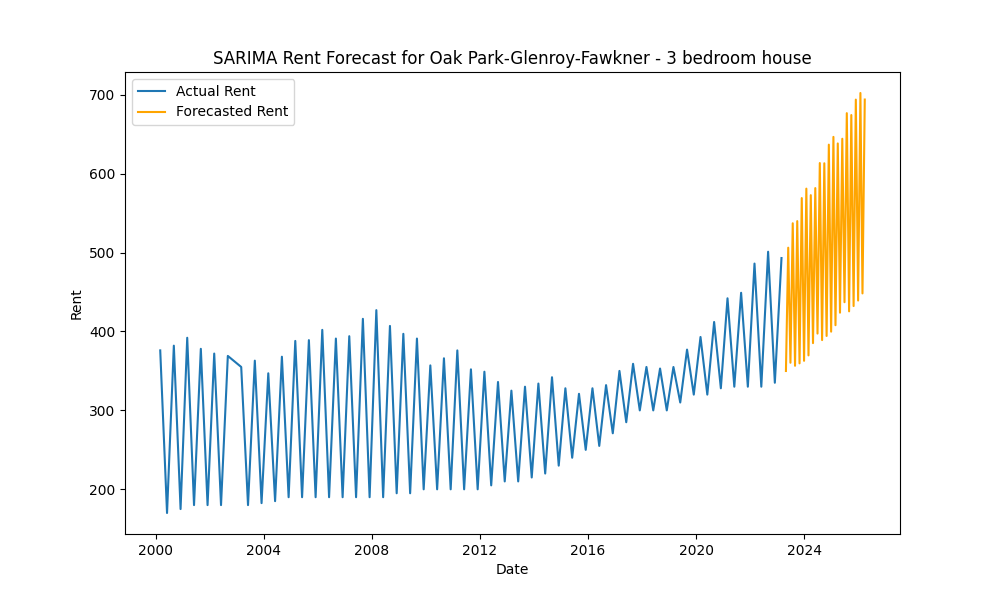 SARIMA Rent Forecast for Oak Park-Glenroy-Fawkner - 3 bedroom house
Actual Rent
Forecasted Rent
700
600
500
400
300
200
Rent
2000 2004 2008 2012 2016 2020 2024
Date